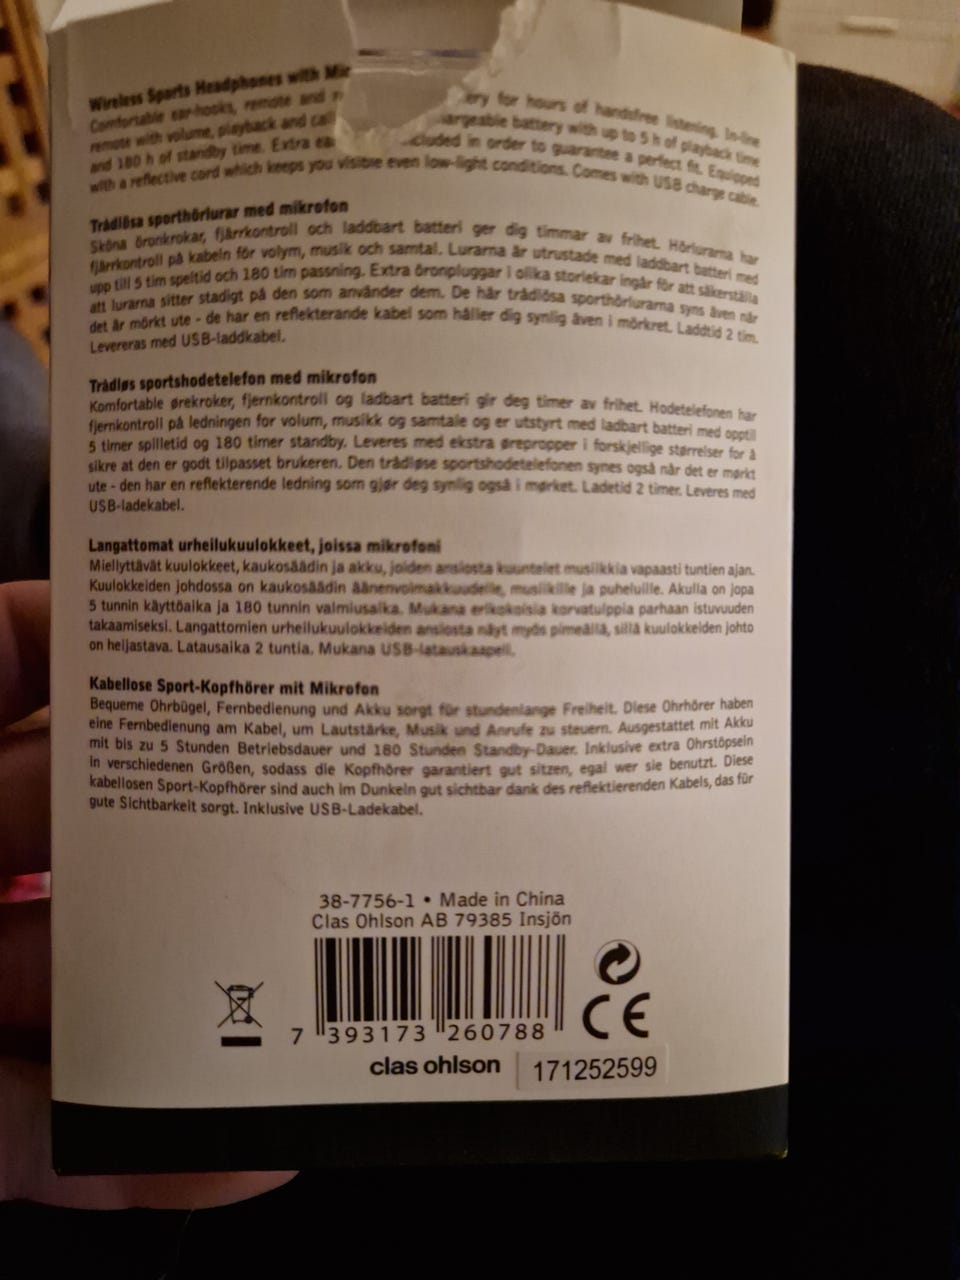 Wireless Sports Headphones with Mic
Comfortable ear-hooks, remote and ery for hours of handsfree listening. In-line
remote with volume, playback and call argeable battery with up to 5 h of playback time
and 180 h of standby time. Extra ea cluded in order to guarantee a perfect fit. Equipped
with a reflective cord which keeps you visible even low-light conditions. Comes with USB charge cable.
Trådlösa sporthörlurar med mikrofon
Sköna öronkrokar, fjärrkontroll och laddbart batteri ger dig timmar av frihet. Hörlurarna har
fjärrkontroll på kabeln för volym, musik och samtal. Lurarna är utrustade med laddbart batteri med
upp till 5 tim speltid och 180 tim passning. Extra öronpluggar i olika storlekar ingår för att säkerställa
att lurarna sitter stadigt på den som använder dem. De här trådlösa sporthörlurarna syns även när
det är mörkt ute - de har en reflekterande kabel som håller dig synlig även i mörkret. Laddtid 2 tim.
Levereras med USB-laddkabel.
Trådløs sportshodetelefon med mikrofon
Komfortable ørekroker, fjernkontroll og ladbart batteri gir deg timer av frihet. Hodetelefonen har
fjernkontroll på ledningen for volum, musikk og samtale og er utstyrt med ladbart batteri med opptil
5 timer spilletid og 180 timer standby. Leveres med ekstra ørepropper i forskjellige størrelser for å
sikre at den er godt tilpasset brukeren. Den trådløse sportshodetelefonen synes også når det er mørkt
ute - den har en reflekterende ledning som gjør deg synlig også i mørket. Ladetid 2 timer. Leveres med
USB-ladekabel.
Langattomat urheilukuulokkeet, joissa mikrofoni
Miellyttävät kuulokkeet, kaukosäädin ja akku, joiden ansiosta kuuntelet musiikkia vapaasti tuntien ajan.
Kuulokkeiden johdossa on kaukosäädin äänenvoimakkuudelle, musiikille ja puheluille. Akulla on jopa
5 tunnin käyttöaika ja 180 tunnin valmiusaika. Mukana erikokoisia korvatulppia parhaan istuvuuden
takaamiseksi. Langattomien urheilukuulokkeiden ansiosta näyt myös pimeällä, sillä kuulokkeiden johto
on heijastava. Latausaika 2 tuntia. Mukana USB-latauskaapeli.
Kabellose Sport-Kopfhörer mit Mikrofon
Bequeme Ohrbügel, Fernbedienung und Akku sorgt für stundenlange Freiheit. Diese Ohrhörer haben
eine Fernbedienung am Kabel, um Lautstärke, Musik und Anrufe zu steuern. Ausgestattet mit Akku
mit bis zu 5 Stunden Betriebsdauer und 180 Stunden Standby-Dauer. Inklusive extra Ohrstöpseln
in verschiedenen Größen, sodass die Kopfhörer garantiert gut sitzen, egal wer sie benutzt. Diese
kabellosen Sport-Kopfhörer sind auch im Dunkeln gut sichtbar dank des reflektierenden Kabels, das für
gute Sichtbarkeit sorgt. Inklusive USB-Ladekabel.
38-7756-1 • Made in China
Clas Ohlson AB 79385 Insjön
7 393173 260788
CE
clas ohlson 171252599